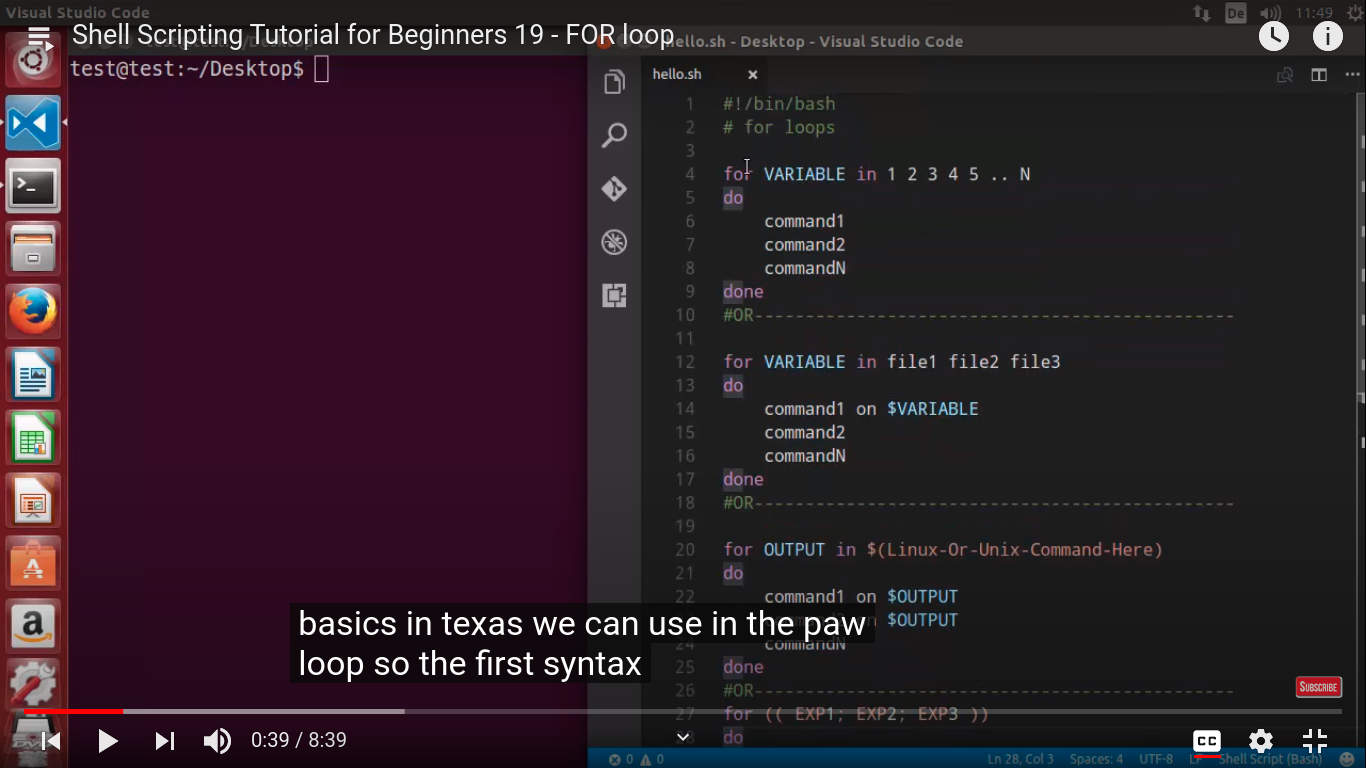 Visual Studio Code
De
11:49
Shell Scripting Tutorial for Beginners 19 - FOR loop
hello.sh - Desktop - Visual Studio Code
test@test:~/Desktop$
hello.sh
1 #!/bin/bash
2 # for loops
3
4 for VARIABLE in 1 2 3 4 5 .. N
5 do
6 command1
7 command2
8 commandN
9 done
10 #OR-----------------------------------------------
11
12 for VARIABLE in file1 file2 file3
13 do
14 command1 on $VARIABLE
15 command2
16 commandN
17 done
18 #OR-----------------------------------------------
19
20 for OUTPUT in $(Linux-Or-Unix-Command-Here)
21 do
22 command1 on $OUTPUT
$OUTPUT
24 commandN
25 done
26 #OR-----------------------------------------------
27 for (( EXP1; EXP2; EXP3 ))
28 do
basics in texas we can use in the paw
loop so the first syntax
SUBSCRIBE
0:39 / 8:39
CC
0 0
Ln 28, Col 3 Spaces: 4 UTF-8 LF Shell Script (Bash)